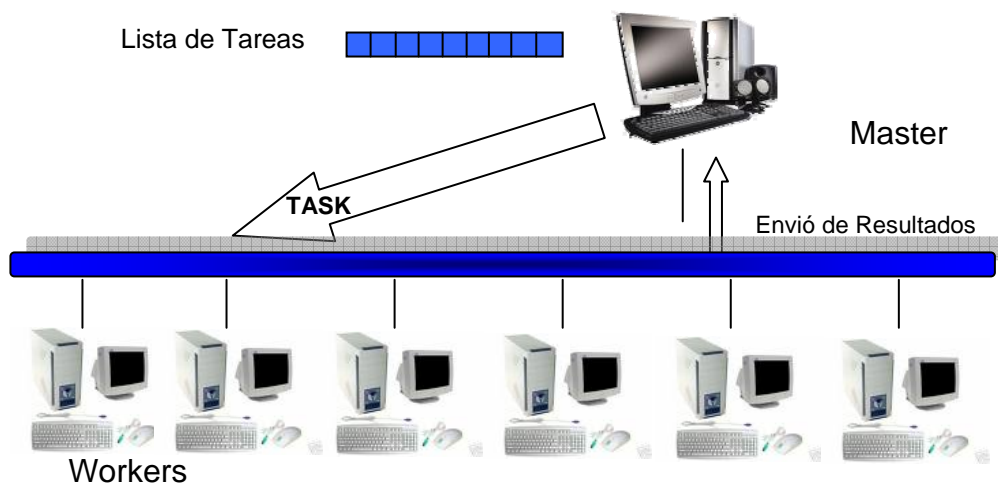 Lista de Tareas
Master
TASK
Envió de Resultados
Workers